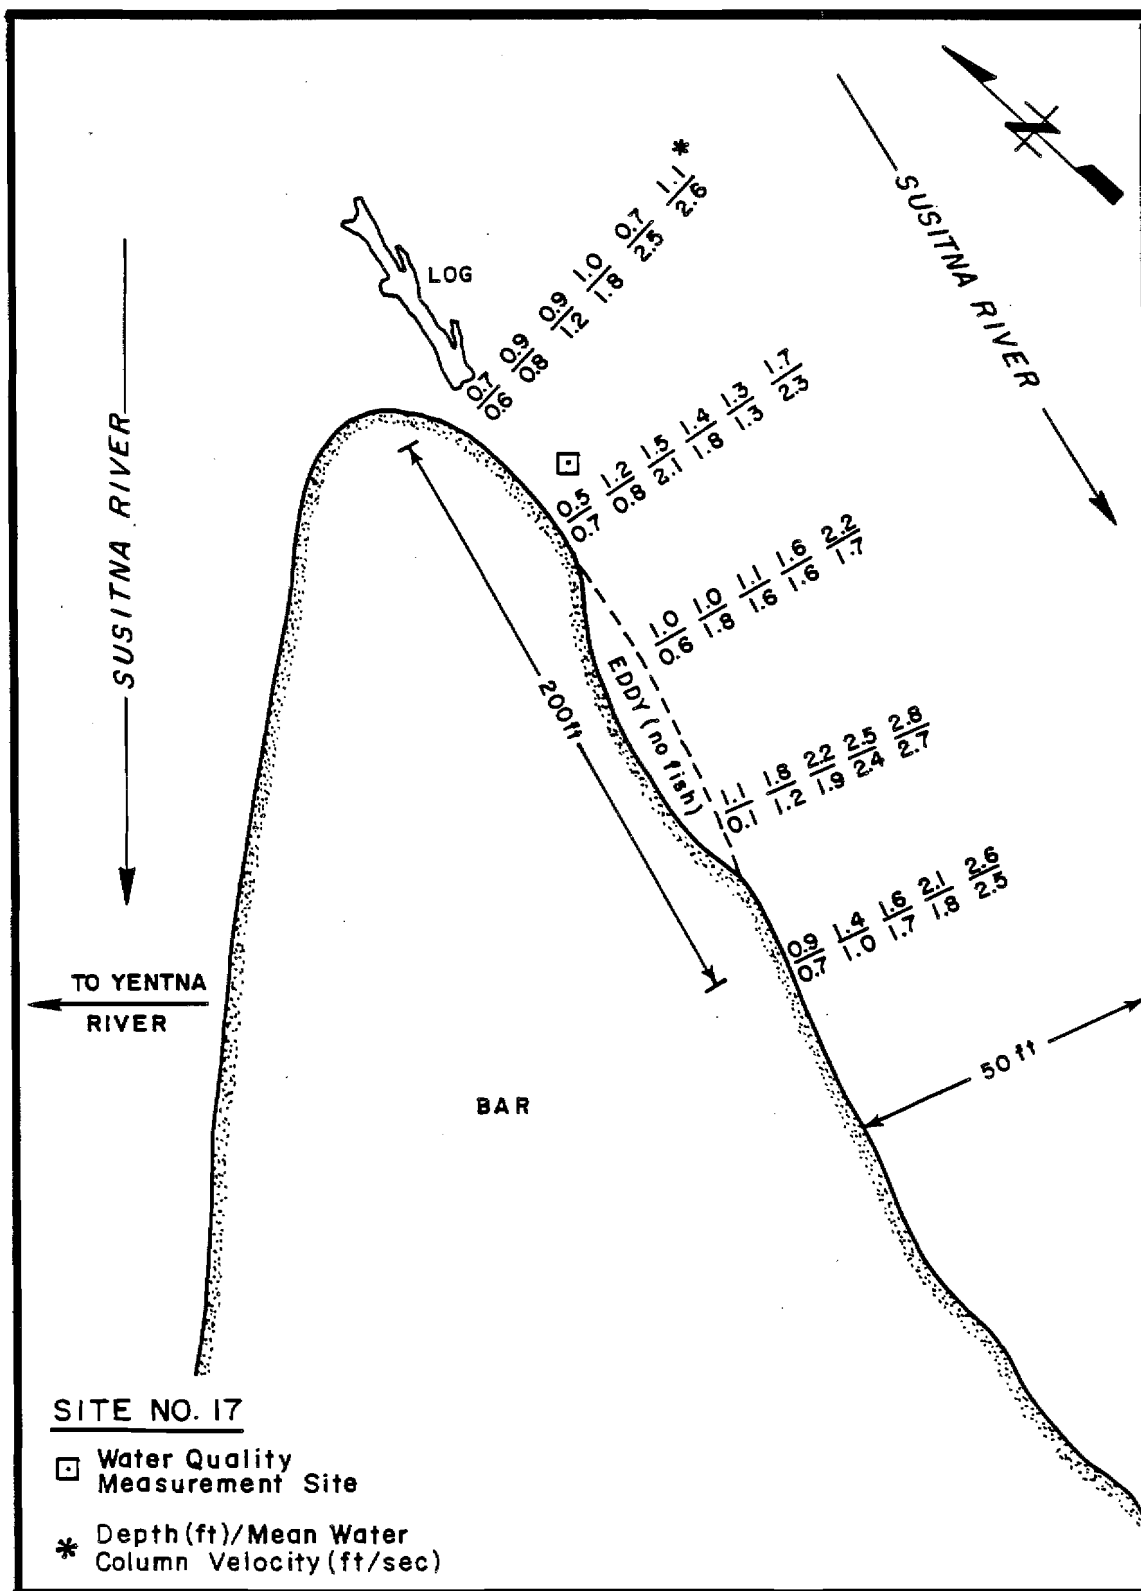 *
0.7/0.6 0.9/0.8 0.9/1.2 1.0/1.8 0.7/2.5 1.1/2.6
LOG
SUSITNA RIVER
SUSITNA RIVER
N
0.5/0.7 1.2/0.8 1.5/2.1 1.4/1.8 1.3/1.3 1.7/2.3
1.0/0.6 1.0/1.8 1.1/1.6 1.6/1.6 2.2/1.7
EDDY (no fish)
200ft
1.1/0.1 1.8/1.2 2.2/1.9 2.5/2.4 2.8/2.7
0.9/0.7 1.4/1.0 1.6/1.7 2.1/1.8 2.6/2.5
TO YENTNA
RIVER
50 ft
BAR
SITE NO. 17
Water Quality
Measurement Site
* Depth (ft)/Mean Water
Column Velocity (ft/sec)